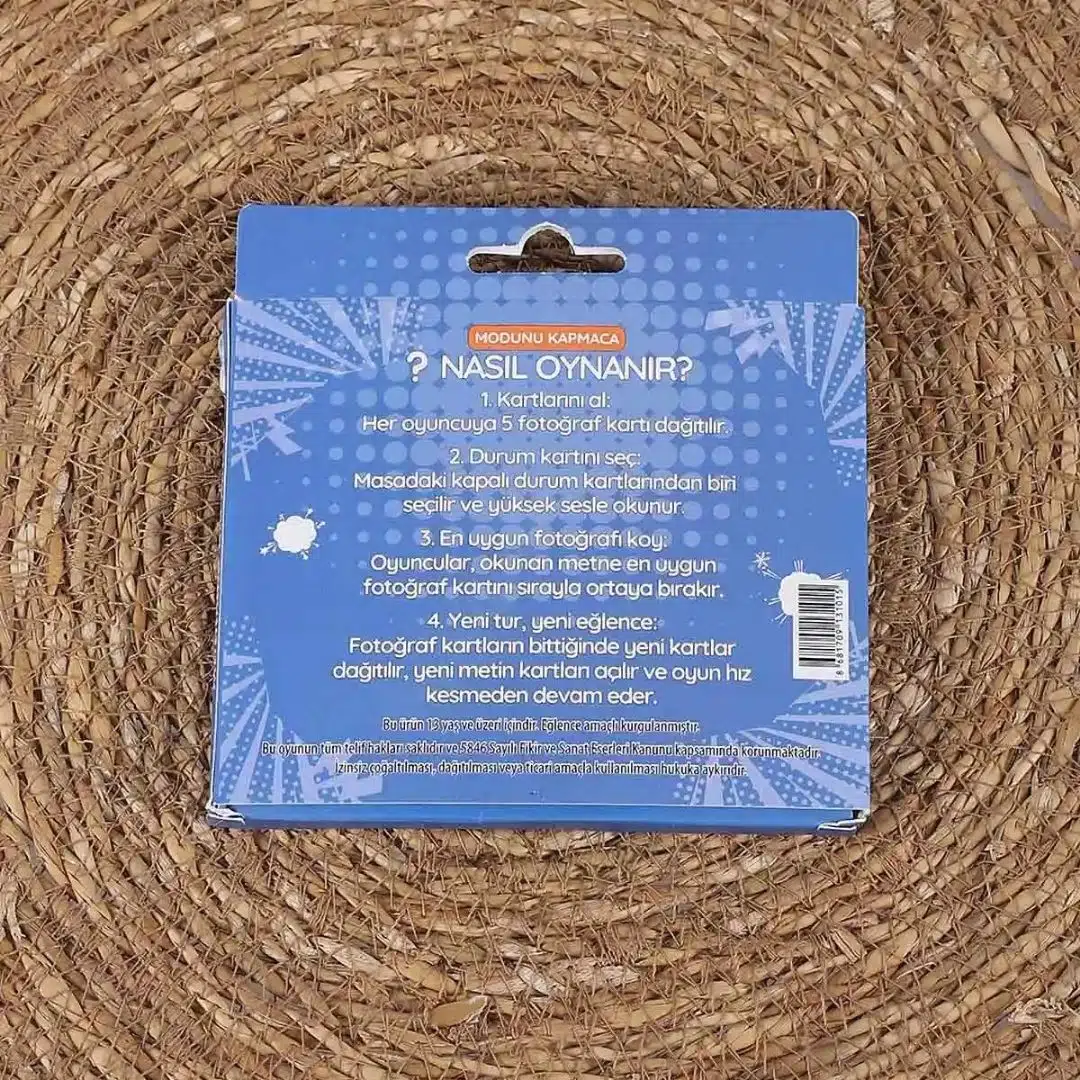 MODUNU KAPMACA
? NASIL OYNANIR?
1. Kartlarını al:
Her oyuncuya 5 fotoğraf kartı dağıtılır.
2. Durum kartını seç:
Masadaki kapalı durum kartlarından biri
seçilir ve yüksek sesle okunur.
3. En uygun fotoğrafı koy:
Oyuncular, okunan metne en uygun
fotoğraf kartını sırayla ortaya bırakır.
4. Yeni tur, yeni eğlence:
Fotoğraf kartların bittiğinde yeni kartlar
dağıtılır, yeni metin kartları açılır ve oyun hız
kesmeden devam eder.
Bu ürün 13 yaş ve üzeri içindir. Eğlence amaçlı kurgulanmıştır.
Bu oyunun tüm telif hakları saklıdır ve 5846 Sayılı Fikir ve Sanat Eserleri Kanunu kapsamında korunmaktadır.
İzinsiz çoğaltılması, dağıtılması veya ticari amaçla kullanılması hukuka aykırıdır.
8 681709 131015